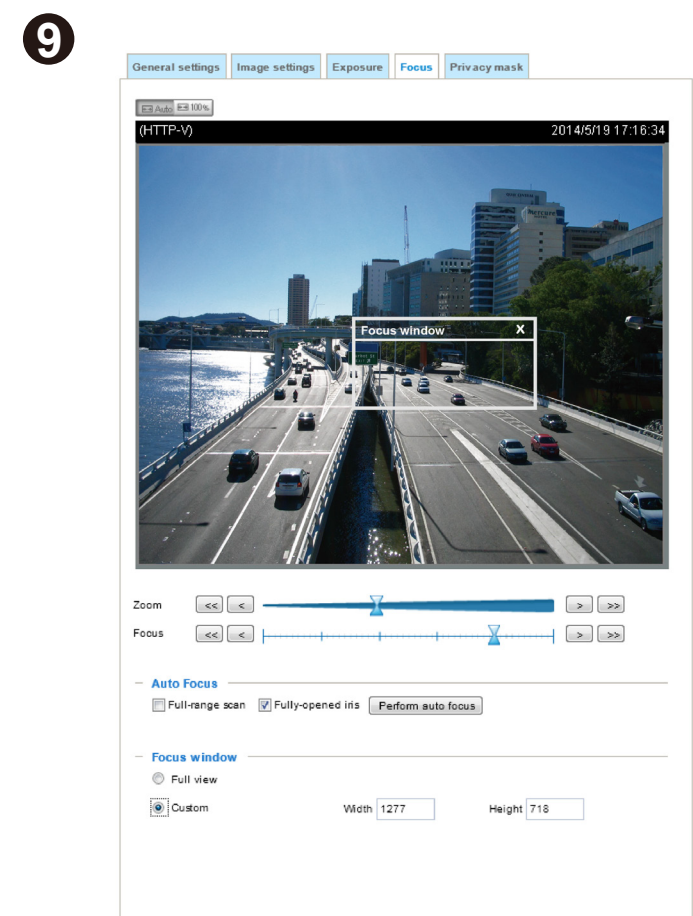 9
General settings Image settings Exposure Focus Privacy mask
Auto 100%
(HTTP-V) 2014/5/19 17:16:34
Mercure
Focus window X
Zoom << < > >>
Focus << < > >>
Auto Focus
Full-range scan Fully-opened iris Perform auto focus
Focus window
Full view
Custom Width 1277 Height 718